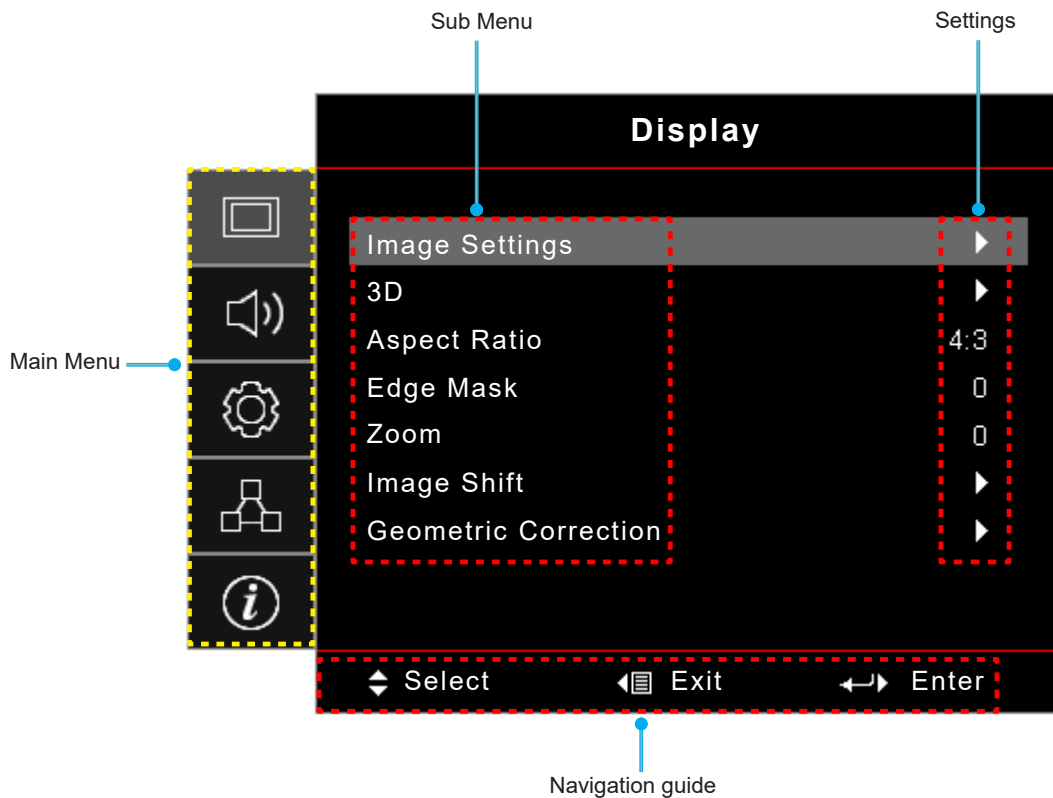 Sub Menu
Settings
Display
Image Settings
3D
Aspect Ratio 4:3
Edge Mask 0
Zoom 0
Image Shift
Geometric Correction
Main Menu
i
Select Exit Enter
Navigation guide